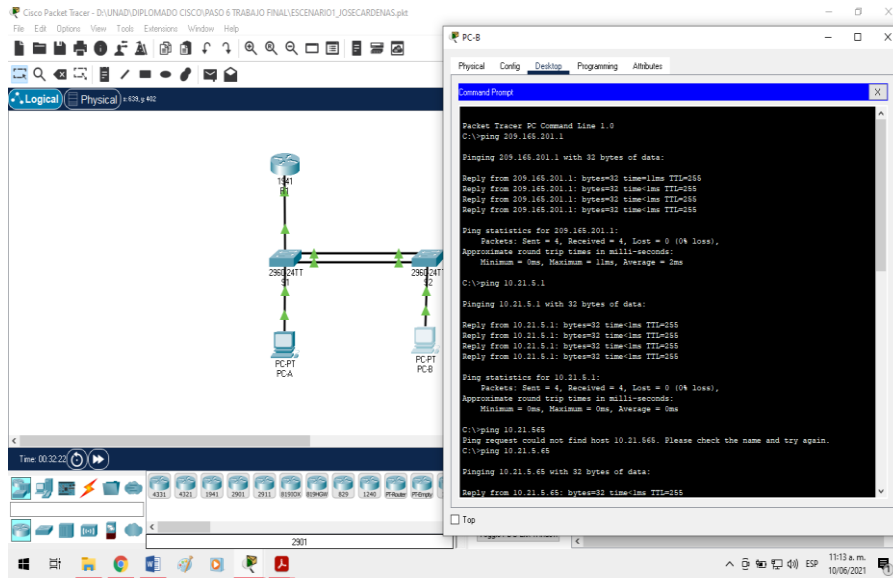 Cisco Packet Tracer - D:\UNAD\DIPLOMADO CISCO\PASO 6 TRABAJO FINAL\ESCENARIO1_JOSECARDENAS.pkt
File Edit Options View Tools Extensions Window Help
Logical Physical x: 639, y: 402
1941
2960-24TT
S1
2960-24TT
S2
PC-PT
PC-A
PC-PT
PC-B
Time: 00:32:22
4331 4321 1941 2901 2911 819IOX 819HGW 829 1240 PT-Router PT-Empty
2901
PC-B
Physical Config Desktop Programming Attributes
Command Prompt X
Packet Tracer PC Command Line 1.0
C:\>ping 209.165.201.1
Pinging 209.165.201.1 with 32 bytes of data:
Reply from 209.165.201.1: bytes=32 time=11ms TTL=255
Reply from 209.165.201.1: bytes=32 time<1ms TTL=255
Reply from 209.165.201.1: bytes=32 time<1ms TTL=255
Reply from 209.165.201.1: bytes=32 time<1ms TTL=255
Ping statistics for 209.165.201.1:
Packets: Sent = 4, Received = 4, Lost = 0 (0% loss),
Approximate round trip times in milli-seconds:
Minimum = 0ms, Maximum = 11ms, Average = 2ms
C:\>ping 10.21.5.1
Pinging 10.21.5.1 with 32 bytes of data:
Reply from 10.21.5.1: bytes=32 time<1ms TTL=255
Reply from 10.21.5.1: bytes=32 time<1ms TTL=255
Reply from 10.21.5.1: bytes=32 time<1ms TTL=255
Reply from 10.21.5.1: bytes=32 time<1ms TTL=255
Ping statistics for 10.21.5.1:
Packets: Sent = 4, Received = 4, Lost = 0 (0% loss),
Approximate round trip times in milli-seconds:
Minimum = 0ms, Maximum = 0ms, Average = 0ms
C:\>ping 10.21.565
Ping request could not find host 10.21.565. Please check the name and try again.
C:\>ping 10.21.5.65
Pinging 10.21.5.65 with 32 bytes of data:
Reply from 10.21.5.65: bytes=32 time<1ms TTL=255
Top
ESP
11:13 a. m.
10/06/2021